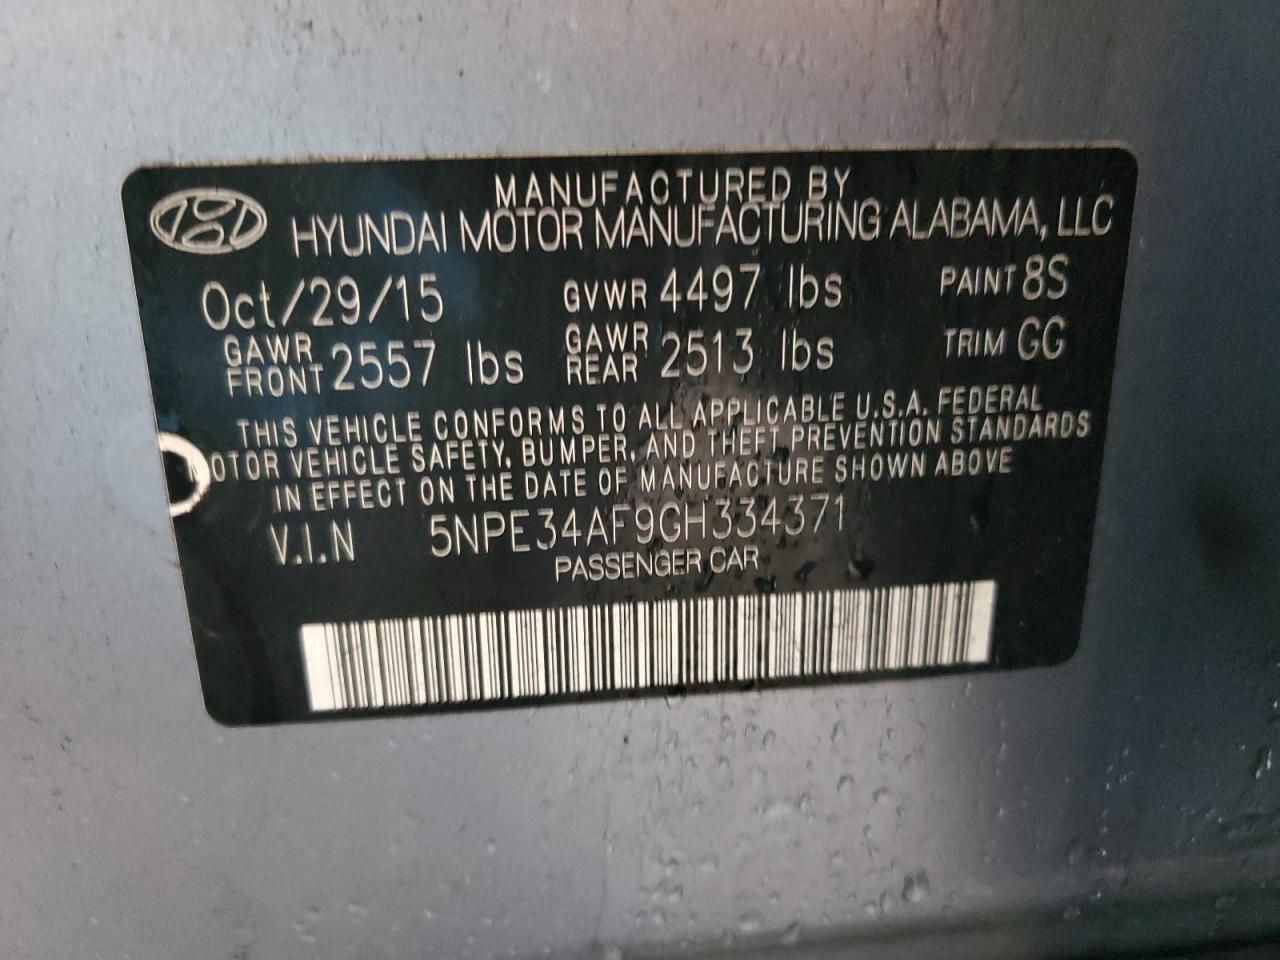 MANUFACTURED BY
HYUNDAI MOTOR MANUFACTURING ALABAMA, LLC
Oct/29/15 GVWR 4497 lbs PAINT 8S
GAWR FRONT 2557 lbs GAWR REAR 2513 lbs TRIM GG
THIS VEHICLE CONFORMS TO ALL APPLICABLE U.S.A. FEDERAL
OTOR VEHICLE SAFETY, BUMPER, AND THEFT PREVENTION STANDARDS
IN EFFECT ON THE DATE OF MANUFACTURE SHOWN ABOVE
V.I.N 5NPE34AF9GH334371
PASSENGER CAR